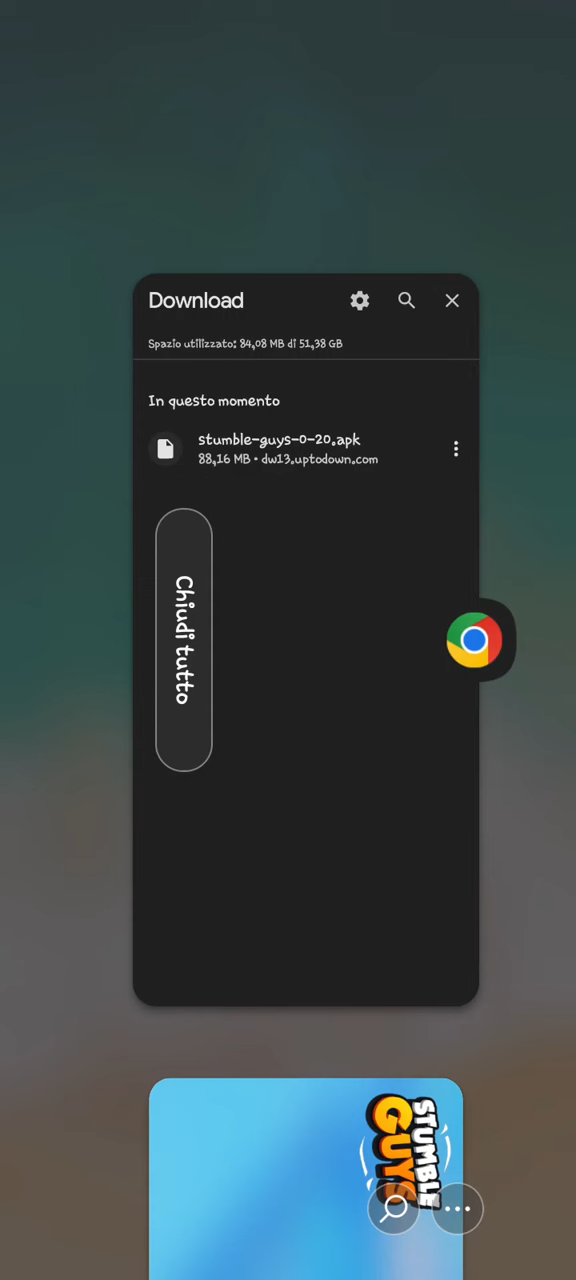 Download
Spazio utilizzato: 84,08 MB di 51,38 GB
In questo momento
stumble-guys-0-20.apk
88,16 MB • dw13.uptodown.com
Chiudi tutto
STUMBLE
GUYS